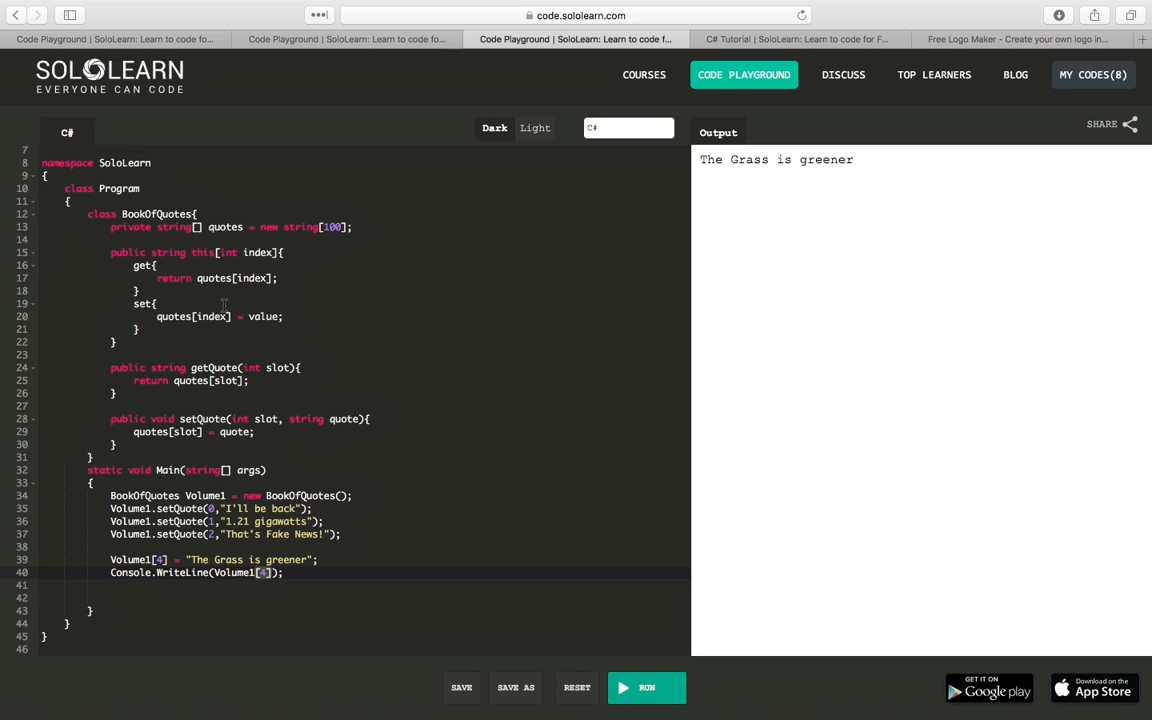 code.sololearn.com
Code Playground | SoloLearn: Learn to code fo...
Code Playground | SoloLearn: Learn to code fo...
Code Playground | SoloLearn: Learn to code f...
C# Tutorial | SoloLearn: Learn to code for F...
Free Logo Maker - Create your own logo in...
SOLOLEARN
EVERYONE CAN CODE
COURSES
CODE PLAYGROUND
DISCUSS
TOP LEARNERS
BLOG
MY CODES(8)
C#
Dark
Light
C#
Output
SHARE
7
8 namespace SoloLearn
9 {
10 class Program
11 {
12 class BookOfQuotes{
13 private string[] quotes = new string[100];
14
15 public string this[int index]{
16 get{
17 return quotes[index];
18 }
19 set{
20 quotes[index] = value;
21 }
22 }
23
24 public string getQuote(int slot){
25 return quotes[slot];
26 }
27
28 public void setQuote(int slot, string quote){
29 quotes[slot] = quote;
30 }
31 }
32 static void Main(string[] args)
33 {
34 BookOfQuotes Volume1 = new BookOfQuotes();
35 Volume1.setQuote(0,"I'll be back");
36 Volume1.setQuote(1,"1.21 gigawatts");
37 Volume1.setQuote(2,"That's Fake News!");
38
39 Volume1[4] = "The Grass is greener";
40 Console.WriteLine(Volume1[4]);
41
42
43 }
44 }
45 }
46
The Grass is greener
SAVE
SAVE AS
RESET
RUN
GET IT ON
Google play
Download on the
App Store